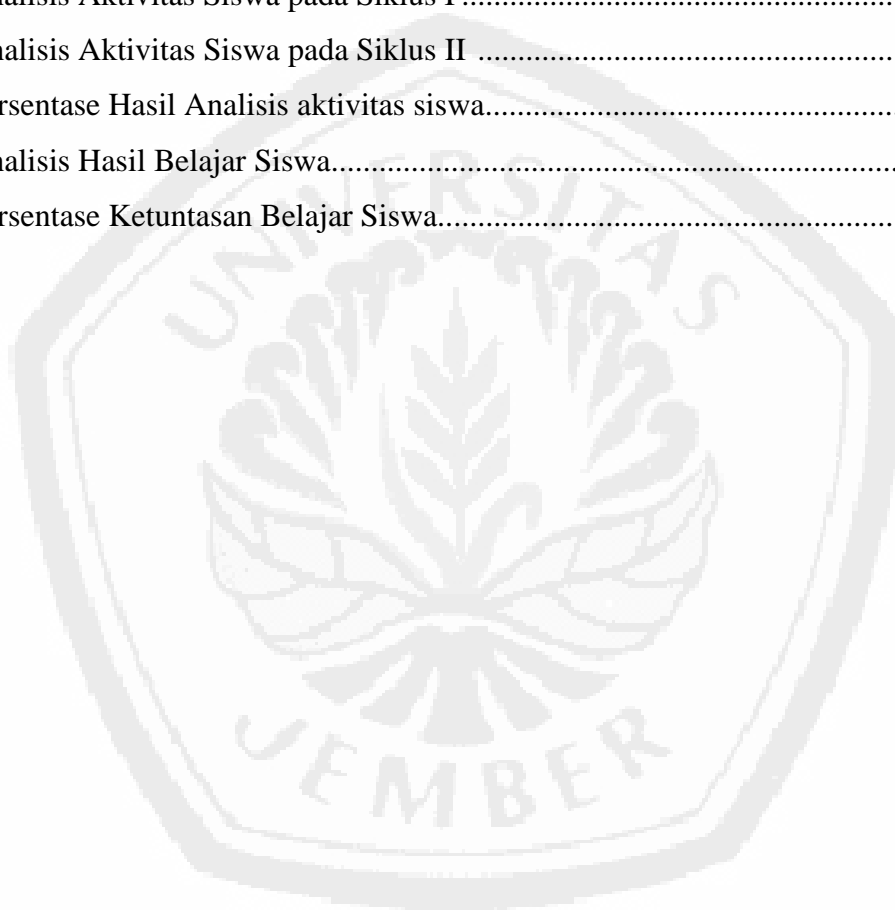 nalisis Aktivitas Siswa pada Siklus I.......................................................
nalisis Aktivitas Siswa pada Siklus II ....................................................
rsentase Hasil Analisis aktivitas siswa....................................................
nalisis Hasil Belajar Siswa.......................................................................
rsentase Ketuntasan Belajar Siswa.........................................................
UNIVERSITAS
JEMBER